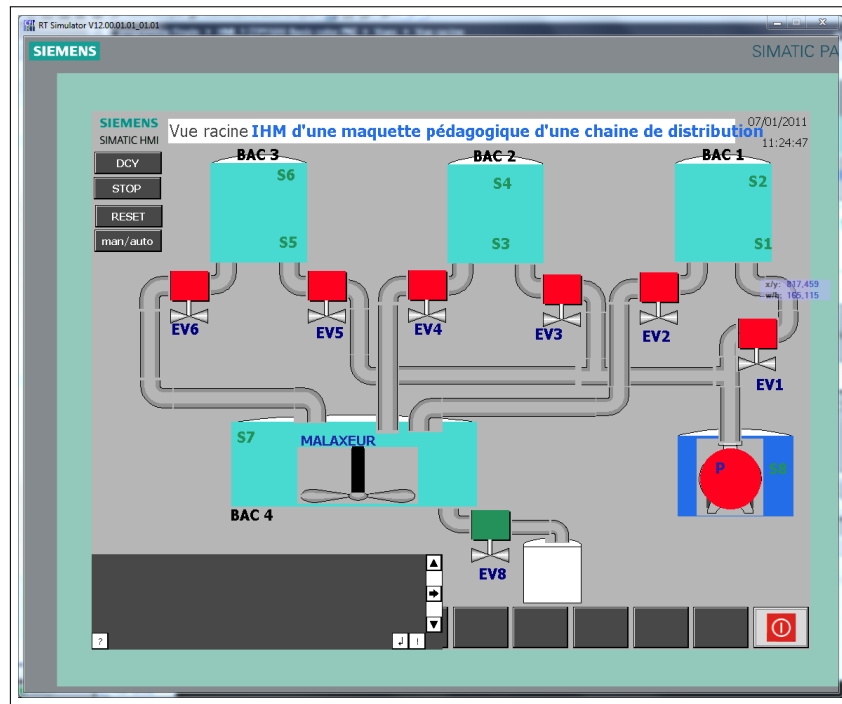 RT Simulator V12.00.01.01_01.01
SIEMENS
SIMATIC PA
SIEMENS
SIMATIC HMI
Vue racine IHM d'une maquette pédagogique d'une chaine de distribution
07/01/2011
11:24:47
DCY
STOP
RESET
man/auto
BAC 3
BAC 2
BAC 1
S6
S4
S2
S5
S3
S1
x/y: 817,459
EV6
EV5
EV4
EV3
EV2
EV1
S7
MALAXEUR
P
S8
BAC 4
EV8
?
!